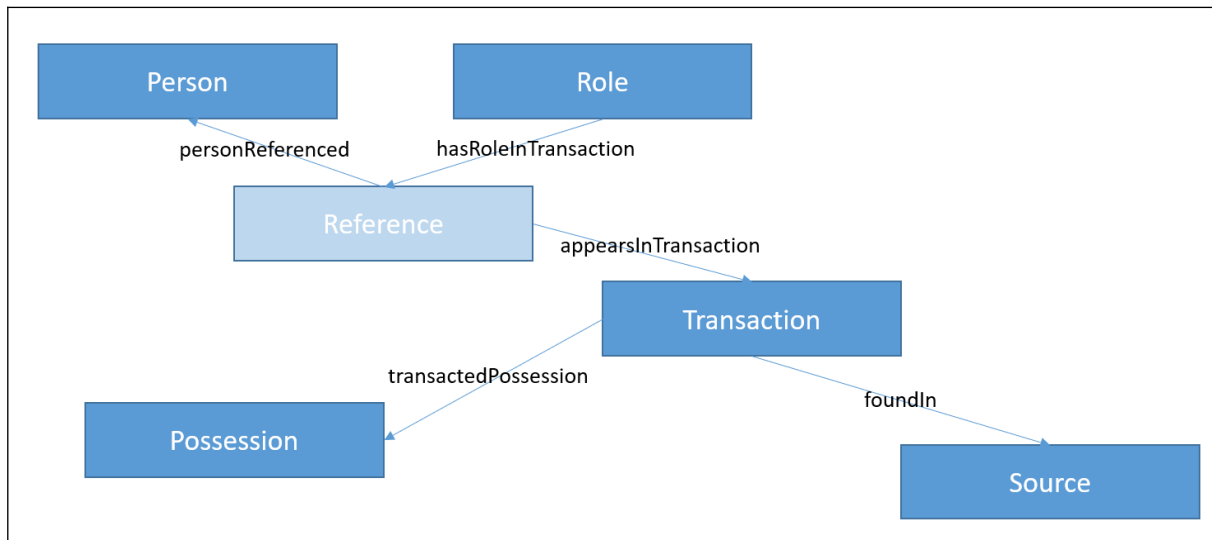 Person
Role
personReferenced
hasRoleInTransaction
Reference
appearsInTransaction
Transaction
transactedPossession
foundIn
Possession
Source